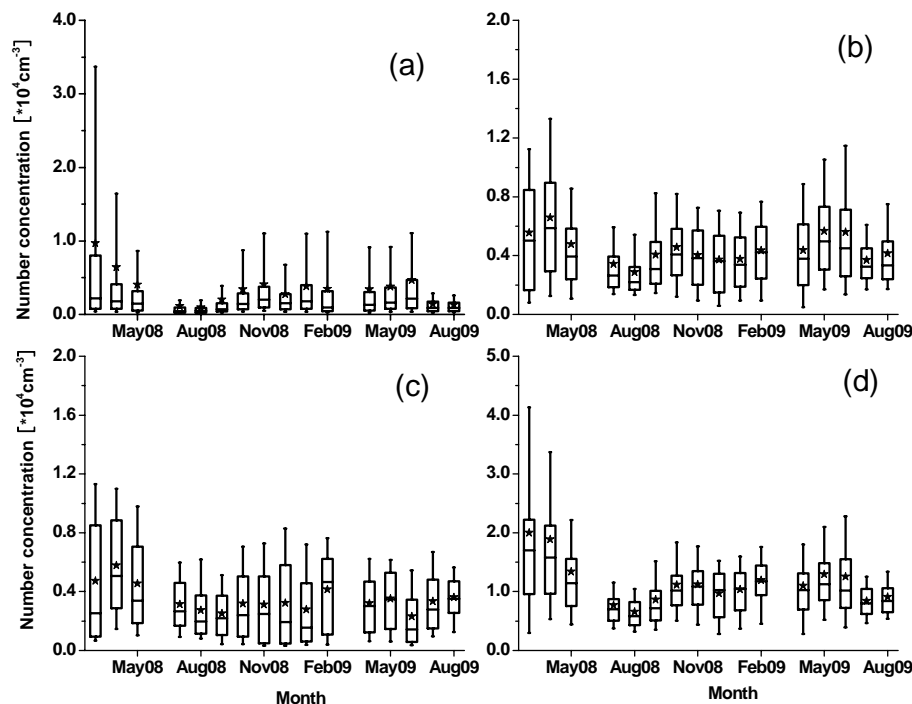 (a)
Number concentration [*10⁴cm⁻³]
4.0
3.0
2.0
1.0
0.0
May08 Aug08 Nov08 Feb09 May09 Aug09
(b)
2.0
1.6
1.2
0.8
0.4
0.0
May08 Aug08 Nov08 Feb09 May09 Aug09
(c)
Number concentration [*10⁴cm⁻³]
2.0
1.6
1.2
0.8
0.4
0.0
May08 Aug08 Nov08 Feb09 May09 Aug09
Month
(d)
5.0
4.0
3.0
2.0
1.0
0.0
May08 Aug08 Nov08 Feb09 May09 Aug09
Month